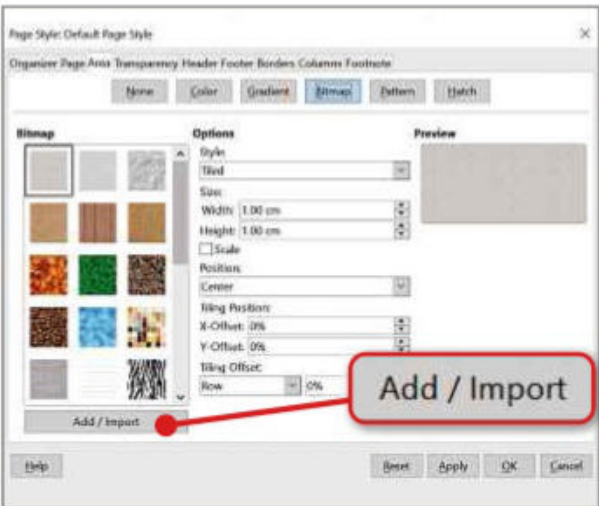 Page Style: Default Page Style
Organizer Page Area Transparency Header Footer Borders Columns Footnote
None Color Gradient Bitmap Pattern Hatch
Bitmap
Options
Style:
Tiled
Size:
Width: 1.00 cm
Height: 1.00 cm
Scale
Position:
Center
Tiling Position:
X-Offset: 0%
Y-Offset: 0%
Tiling Offset:
Row 0%
Preview
Add / Import
Add / Import
Help Reset Apply OK Cancel